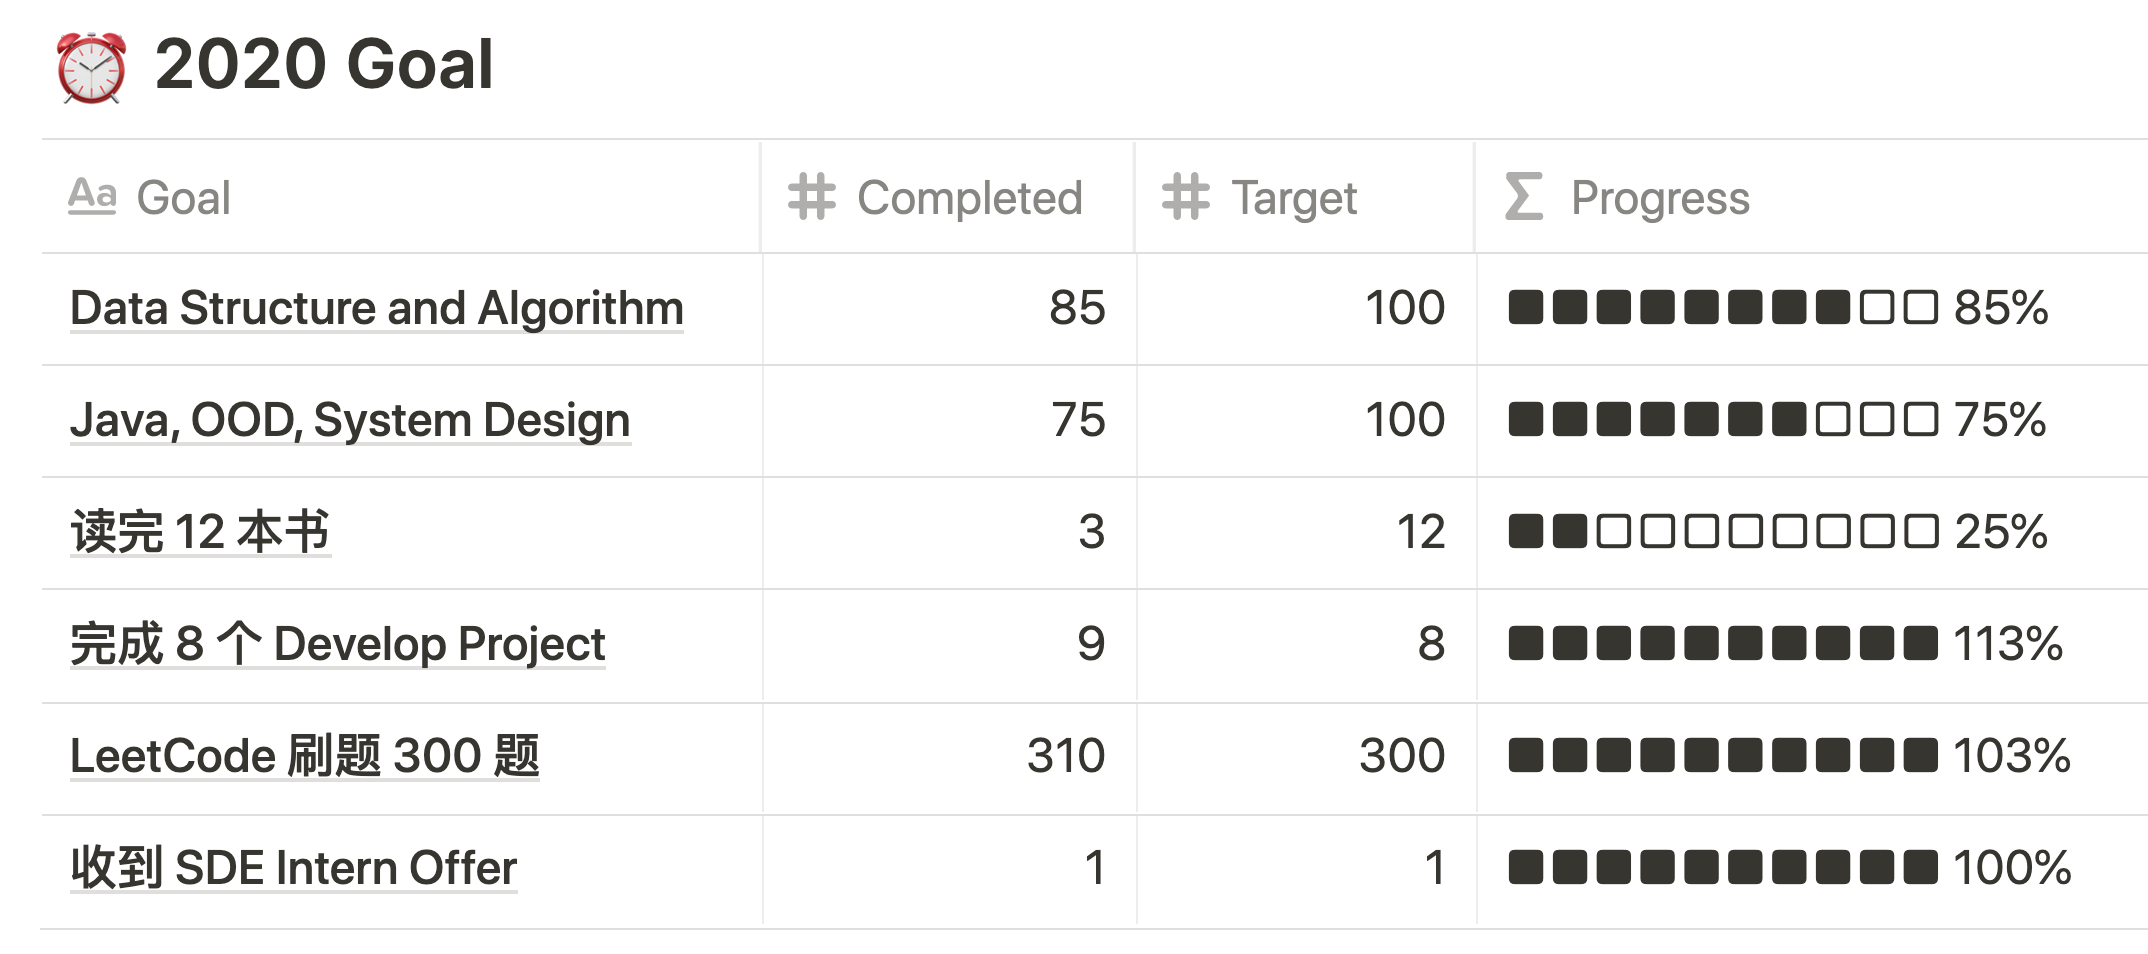 ⏰ 2020 Goal
Aa Goal # Completed # Target Σ Progress
Data Structure and Algorithm 85 100 ■■■■■■■■□□ 85%
Java, OOD, System Design 75 100 ■■■■■■■□□□ 75%
读完 12 本书 3 12 ■■□□□□□□□□ 25%
完成 8 个 Develop Project 9 8 ■■■■■■■■■■ 113%
LeetCode 刷题 300 题 310 300 ■■■■■■■■■■ 103%
收到 SDE Intern Offer 1 1 ■■■■■■■■■■ 100%